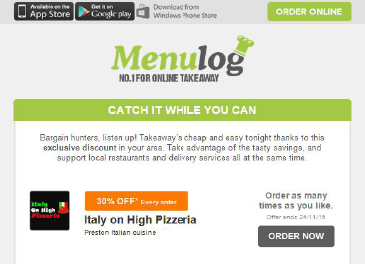 Available on the App Store Get it on Google play Download from Windows Phone Store ORDER ONLINE
Menulog
NO.1 FOR ONLINE TAKEAWAY
CATCH IT WHILE YOU CAN
Bargain hunters, listen up! Takeaway's cheap and easy tonight thanks to this
exclusive discount in your area. Take advantage of the tasty savings, and
support local restaurants and delivery services all at the same time.
Italy
On High
Pizzeria
30% OFF* Every order
Italy on High Pizzeria
Preston Italian cuisine
Order as many
times as you like.
Offer ends 24/11/15
ORDER NOW